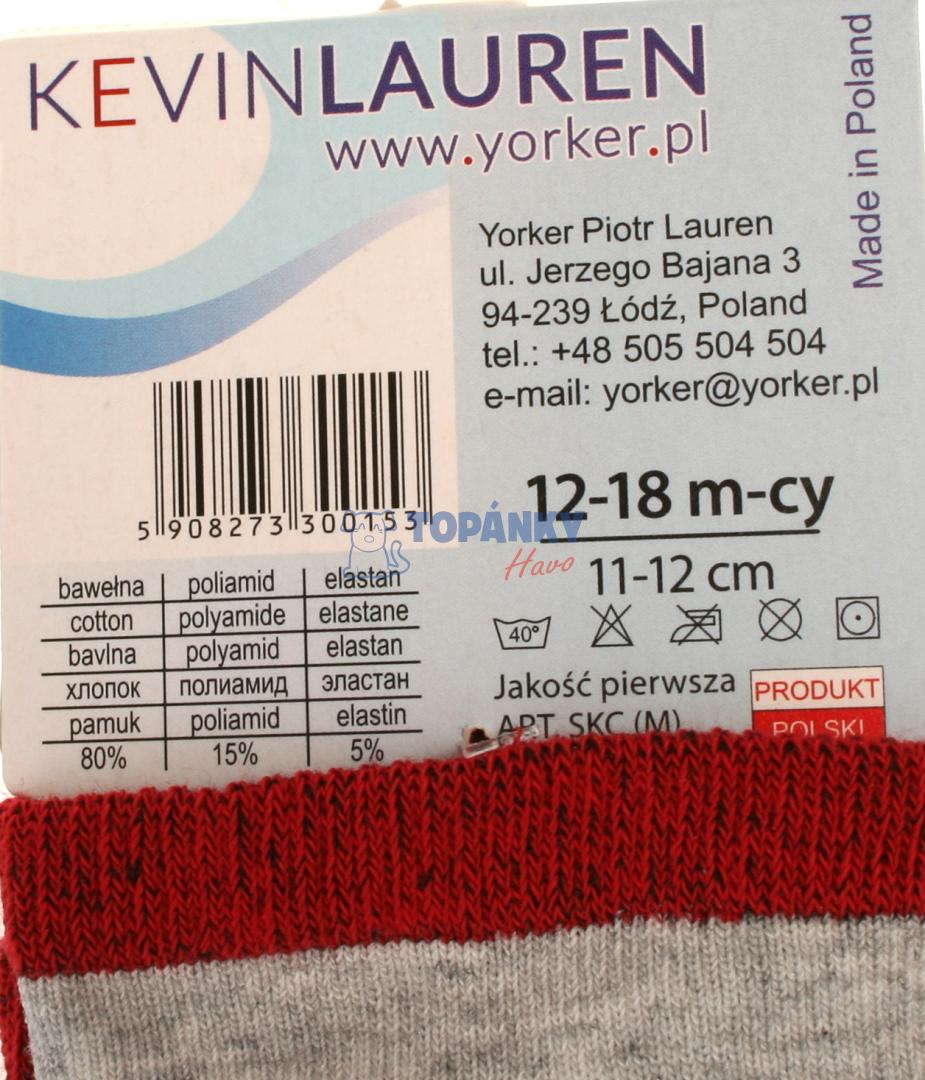 KEVINLAUREN
www.yorker.pl
Made in Poland
Yorker Piotr Lauren
ul. Jerzego Bajana 3
94-239 Łódź, Poland
tel.: +48 505 504 504
e-mail: yorker@yorker.pl
5 908273 300153
TOPÁNKY
Havo
12-18 m-cy
11-12 cm
40°
bawełna poliamid elastan
cotton polyamide elastane
bavlna polyamid elastan
хлопок полиамид эластан
pamuk poliamid elastin
80% 15% 5%
Jakość pierwsza
ART. SKC (M)
PRODUKT
POLSKI